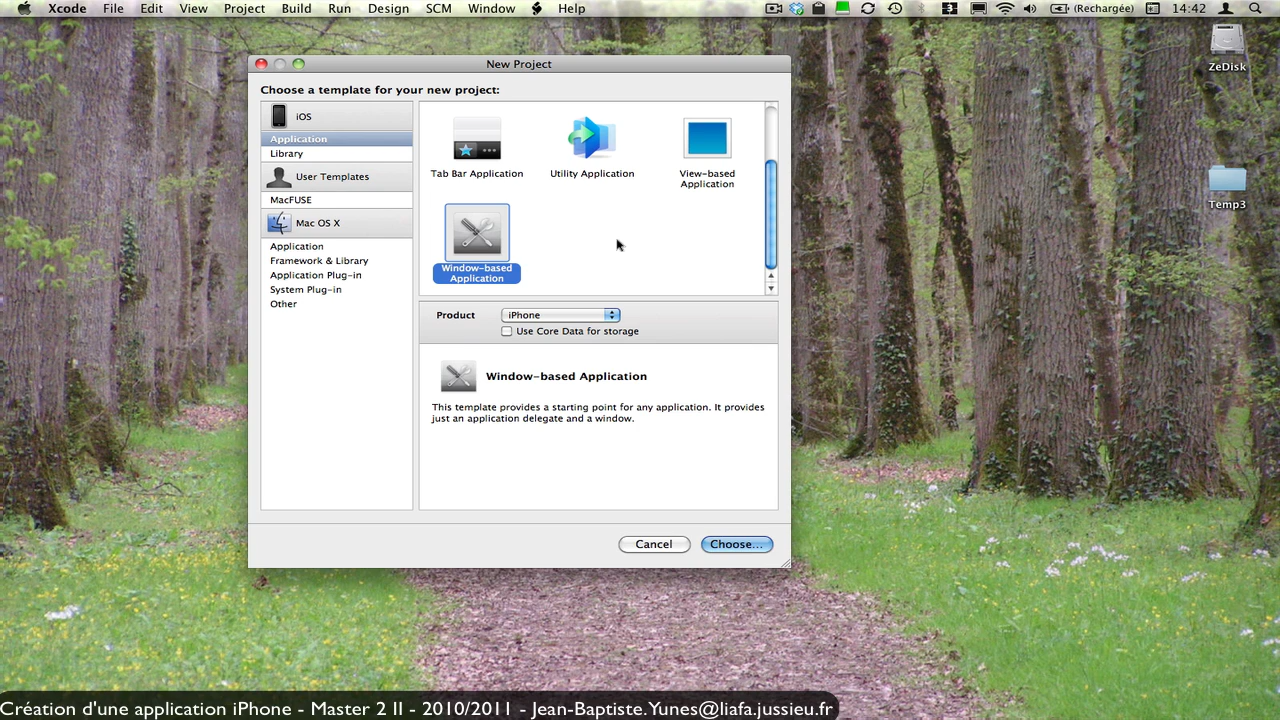 Xcode File Edit View Project Build Run Design SCM Window Help (Rechargée) 14:42
New Project
Choose a template for your new project:
iOS
Application
Library
User Templates
MacFUSE
Mac OS X
Application
Framework & Library
Application Plug-in
System Plug-in
Other
Tab Bar Application
Utility Application
View-based
Application
Window-based
Application
Product iPhone
Use Core Data for storage
Window-based Application
This template provides a starting point for any application. It provides
just an application delegate and a window.
Cancel Choose...
ZeDisk
Temp3
Création d'une application iPhone - Master 2 II - 2010/2011 - Jean-Baptiste.Yunes@liafa.jussieu.fr